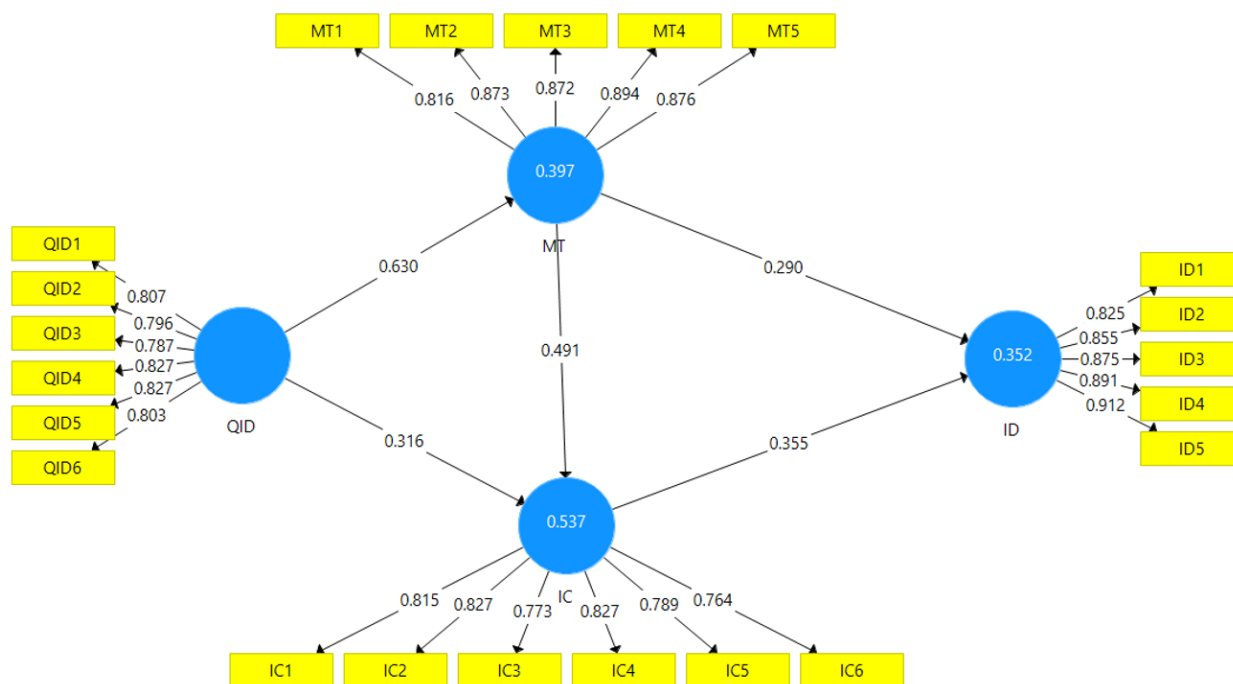 MT1 MT2 MT3 MT4 MT5
0.816 0.873 0.872 0.894 0.876
0.397
MT
QID1
QID2
QID3
QID4
QID5
QID6
0.807
0.796
0.787
0.827
0.827
0.803
QID
0.630
0.316
0.491
0.290
0.355
0.352
ID
0.825
0.855
0.875
0.891
0.912
ID1
ID2
ID3
ID4
ID5
0.537
IC
0.815 0.827 0.773 0.827 0.789 0.764
IC1 IC2 IC3 IC4 IC5 IC6